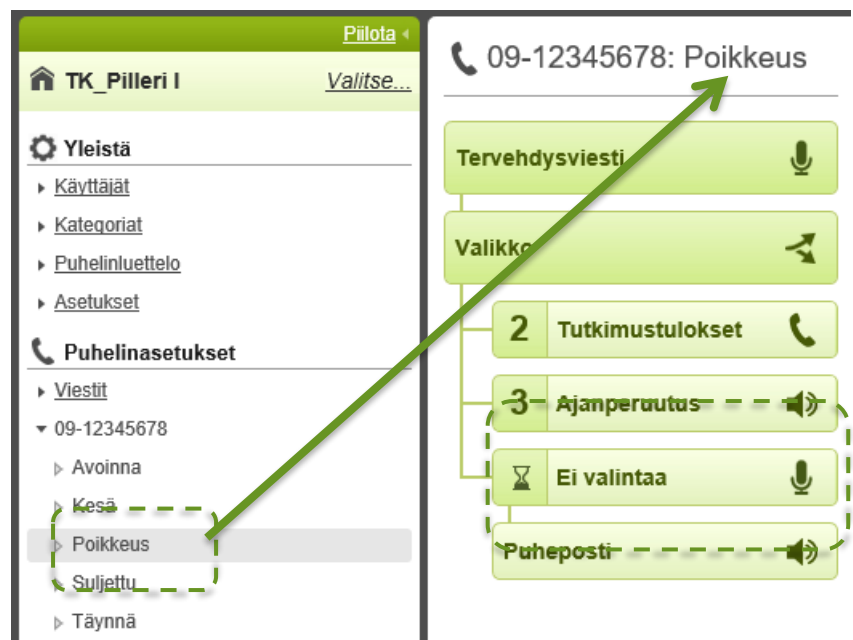 Piilota
TK_Pilleri I Valitse...
Yleistä
Käyttäjät
Kategoriat
Puhelinluettelo
Asetukset
Puhelinasetukset
Viestit
09-12345678
Avoinna
Kesä
Poikkeus
Suljettu
Täynnä
09-12345678: Poikkeus
Tervehdysviesti
Valikko
2 Tutkimustulokset
3 Ajanperuutus
Ei valintaa
Puheposti